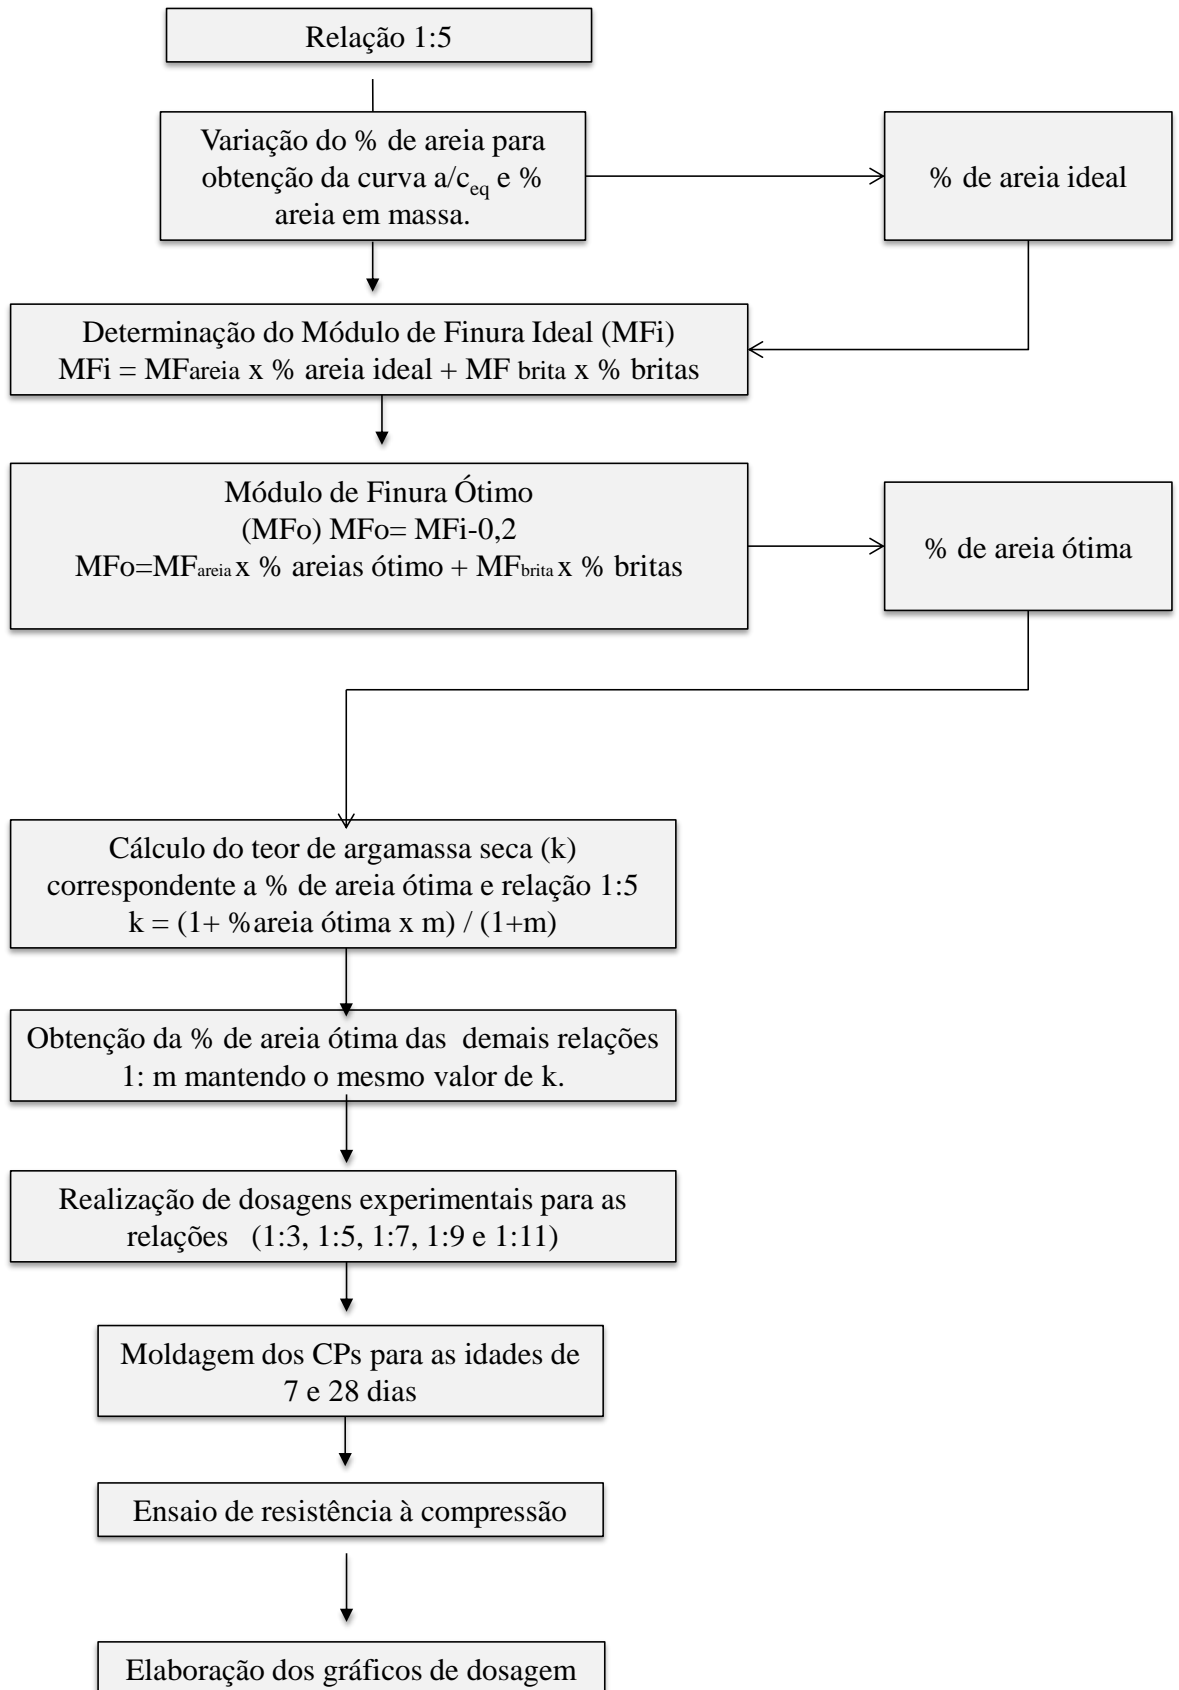 Relação 1:5
Variação do % de areia para
obtenção da curva a/ceq e %
areia em massa.
% de areia ideal
Determinação do Módulo de Finura Ideal (MFi)
MFi = MFareia x % areia ideal + MF brita x % britas
Módulo de Finura Ótimo
(MFo) MFo= MFi-0,2
MFo=MFareia x % areias ótimo + MFbrita x % britas
% de areia ótima
Cálculo do teor de argamassa seca (k)
correspondente a % de areia ótima e relação 1:5
k = (1+ %areia ótima x m) / (1+m)
Obtenção da % de areia ótima das demais relações
1: m mantendo o mesmo valor de k.
Realização de dosagens experimentais para as
relações (1:3, 1:5, 1:7, 1:9 e 1:11)
Moldagem dos CPs para as idades de
7 e 28 dias
Ensaio de resistência à compressão
Elaboração dos gráficos de dosagem